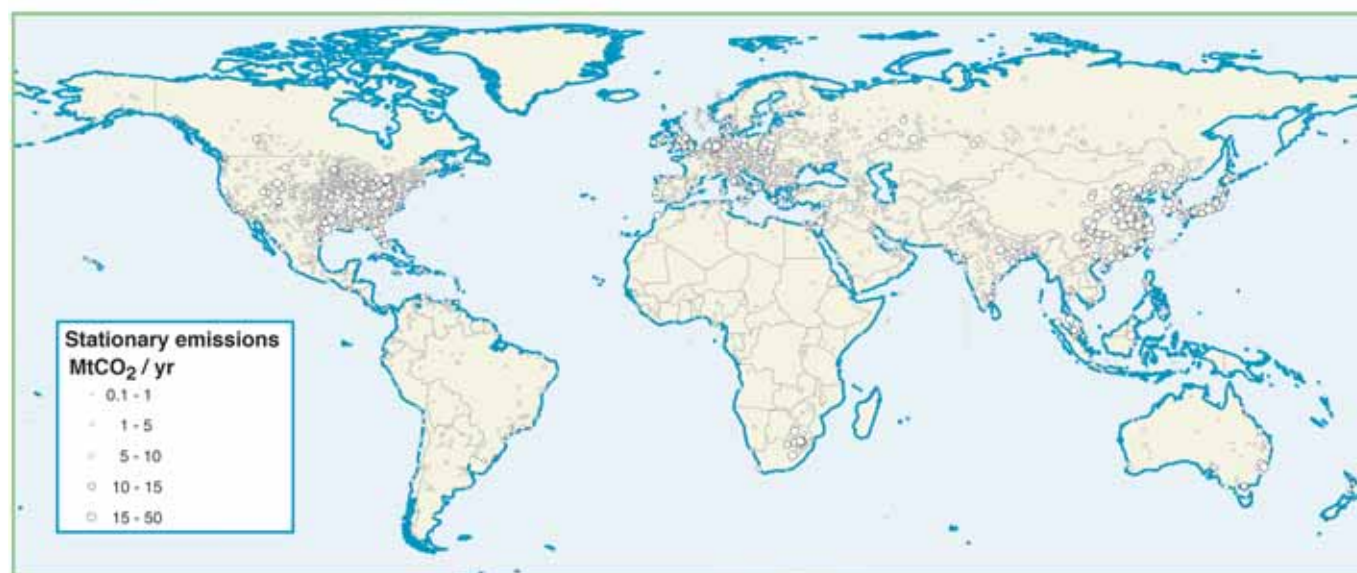 Stationary emissions
MtCO₂ / yr
0.1 - 1
1 - 5
5 - 10
10 - 15
15 - 50